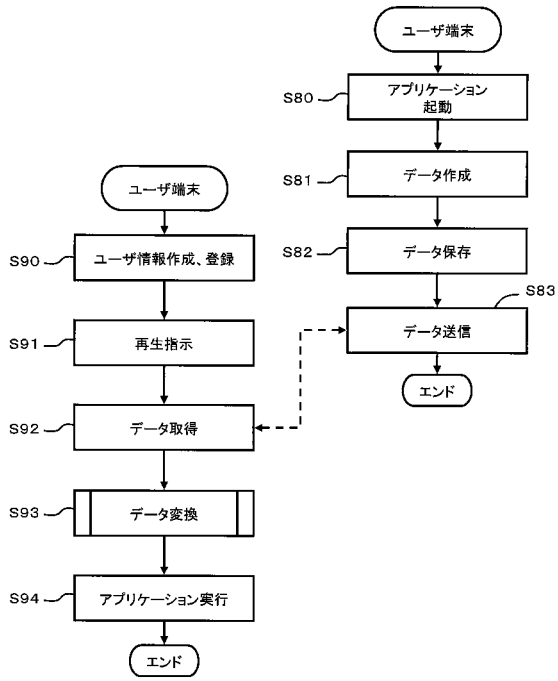 ユーザ端末
S80
アプリケーション
起動
S81
データ作成
S82
データ保存
S83
データ送信
エンド
ユーザ端末
S90
ユーザ情報作成、登録
S91
再生指示
S92
データ取得
S93
データ変換
S94
アプリケーション実行
エンド